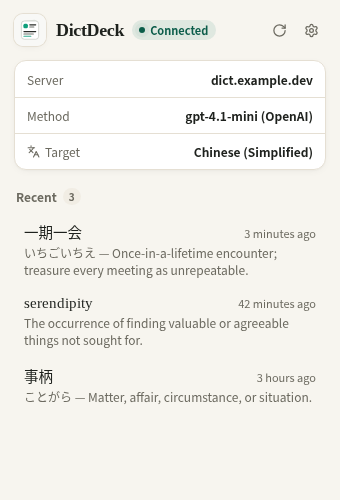 DictDeck Connected
Server dict.example.dev
Method gpt-4.1-mini (OpenAI)
Target Chinese (Simplified)
Recent 3
一期一会 3 minutes ago
いちごいちえ — Once-in-a-lifetime encounter;
treasure every meeting as unrepeatable.
serendipity 42 minutes ago
The occurrence of finding valuable or agreeable
things not sought for.
事柄 3 hours ago
ことがら — Matter, affair, circumstance, or situation.